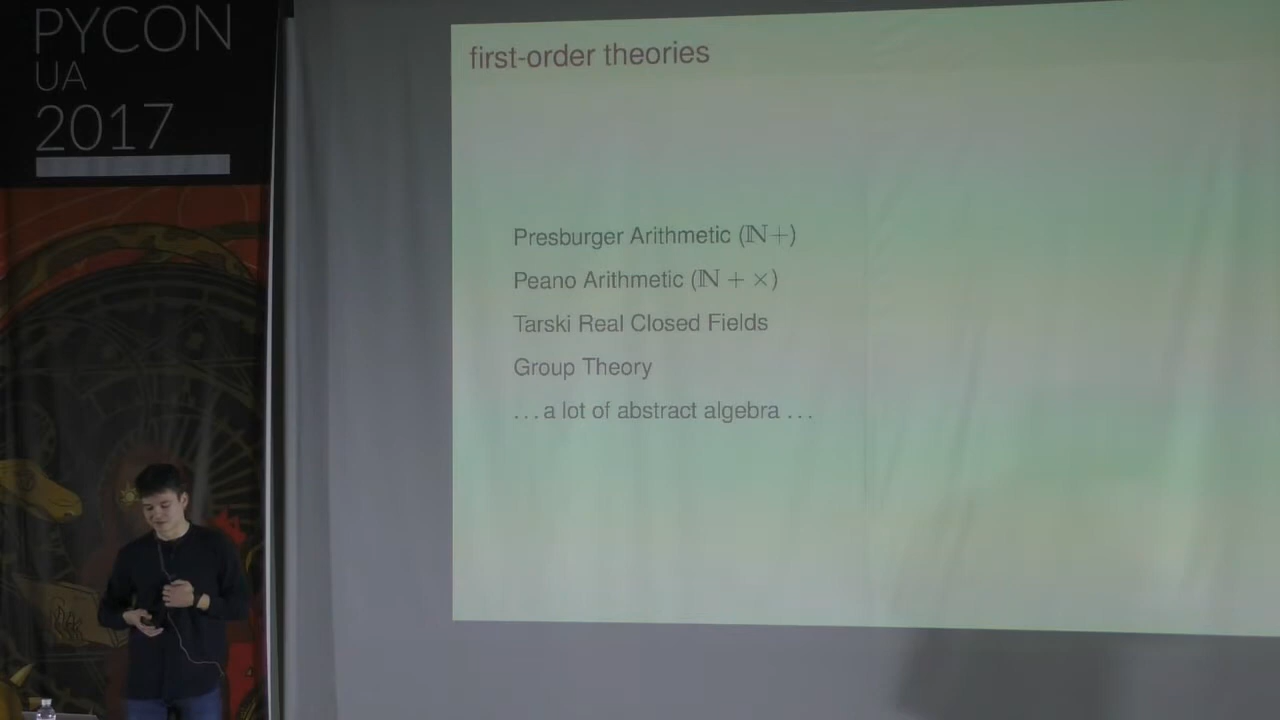 PYCON
UA
2017
first-order theories
Presburger Arithmetic (ℕ+)
Peano Arithmetic (ℕ + ×)
Tarski Real Closed Fields
Group Theory
...a lot of abstract algebra ...